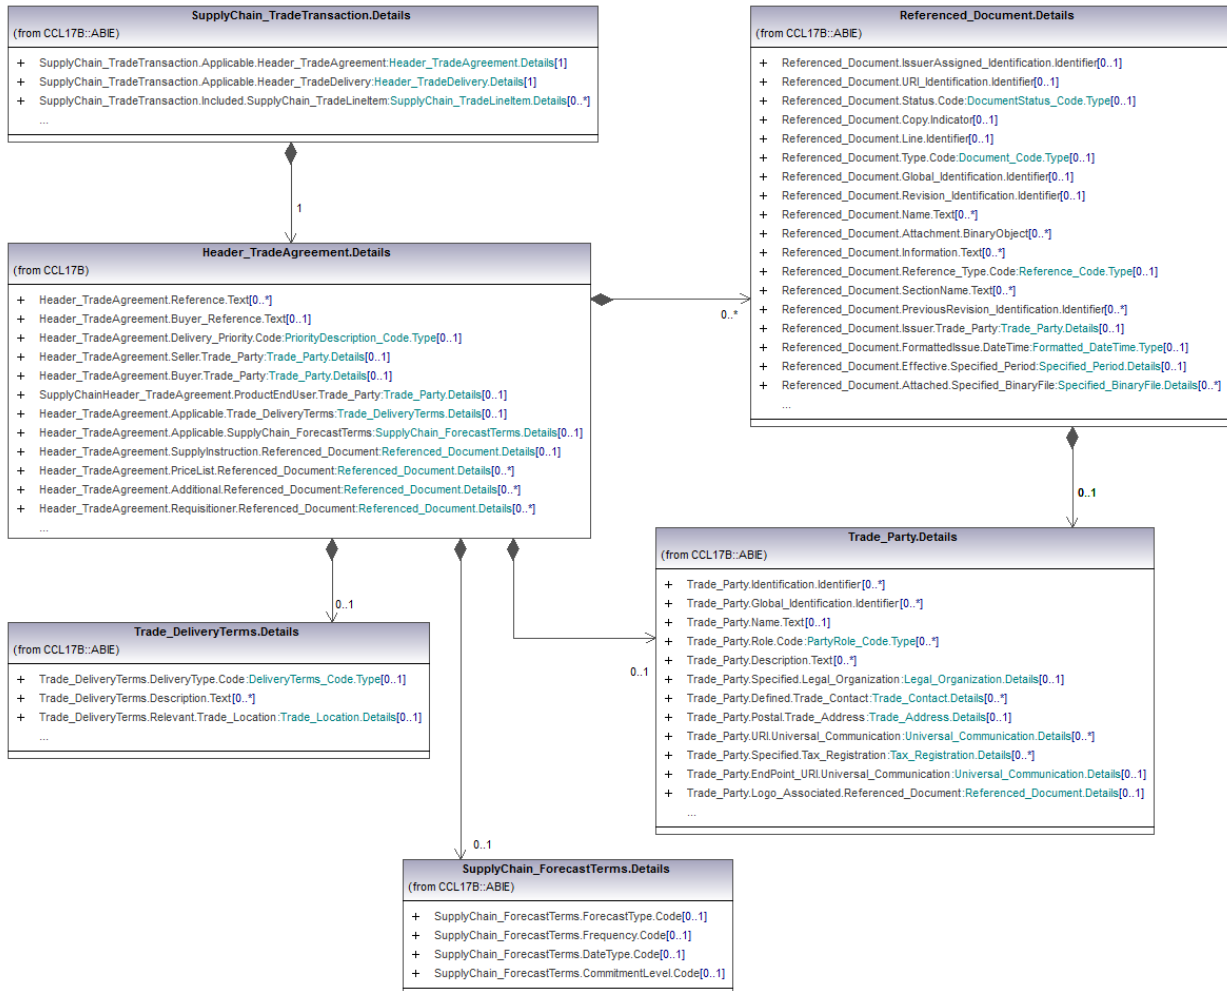 SupplyChain_TradeTransaction.Details
(from CCL17B::ABIE)
+ SupplyChain_TradeTransaction.Applicable.Header_TradeAgreement:Header_TradeAgreement.Details[1]
+ SupplyChain_TradeTransaction.Applicable.Header_TradeDelivery:Header_TradeDelivery.Details[1]
+ SupplyChain_TradeTransaction.Included.SupplyChain_TradeLineItem:SupplyChain_TradeLineItem.Details[0..*]
...
Referenced_Document.Details
(from CCL17B::ABIE)
+ Referenced_Document.IssuerAssigned_Identification.Identifier[0..1]
+ Referenced_Document.URI_Identification.Identifier[0..1]
+ Referenced_Document.Status.Code:DocumentStatus_Code.Type[0..1]
+ Referenced_Document.Copy.Indicator[0..1]
+ Referenced_Document.Line.Identifier[0..1]
+ Referenced_Document.Type.Code:Document_Code.Type[0..1]
+ Referenced_Document.Global_Identification.Identifier[0..1]
+ Referenced_Document.Revision_Identification.Identifier[0..1]
+ Referenced_Document.Name.Text[0..*]
+ Referenced_Document.Attachment.BinaryObject[0..*]
+ Referenced_Document.Information.Text[0..*]
+ Referenced_Document.Reference_Type.Code:Reference_Code.Type[0..1]
+ Referenced_Document.SectionName.Text[0..*]
+ Referenced_Document.PreviousRevision_Identification.Identifier[0..*]
+ Referenced_Document.Issuer.Trade_Party:Trade_Party.Details[0..1]
+ Referenced_Document.FormattedIssue.DateTime:Formatted_DateTime.Type[0..1]
+ Referenced_Document.Effective.Specified_Period:Specified_Period.Details[0..1]
+ Referenced_Document.Attached.Specified_BinaryFile:Specified_BinaryFile.Details[0..*]
...
1
Header_TradeAgreement.Details
(from CCL17B)
+ Header_TradeAgreement.Reference.Text[0..*]
+ Header_TradeAgreement.Buyer_Reference.Text[0..1]
+ Header_TradeAgreement.Delivery_Priority.Code:PriorityDescription_Code.Type[0..1]
+ Header_TradeAgreement.Seller.Trade_Party:Trade_Party.Details[0..1]
+ Header_TradeAgreement.Buyer.Trade_Party:Trade_Party.Details[0..1]
+ SupplyChainHeader_TradeAgreement.ProductEndUser.Trade_Party:Trade_Party.Details[0..1]
+ Header_TradeAgreement.Applicable.Trade_DeliveryTerms:Trade_DeliveryTerms.Details[0..1]
+ Header_TradeAgreement.Applicable.SupplyChain_ForecastTerms:SupplyChain_ForecastTerms.Details[0..1]
+ Header_TradeAgreement.SupplyInstruction.Referenced_Document:Referenced_Document.Details[0..1]
+ Header_TradeAgreement.PriceList.Referenced_Document:Referenced_Document.Details[0..*]
+ Header_TradeAgreement.Additional.Referenced_Document:Referenced_Document.Details[0..*]
+ Header_TradeAgreement.Requisitioner.Referenced_Document:Referenced_Document.Details[0..*]
...
0..*
0..1
Trade_Party.Details
(from CCL17B::ABIE)
+ Trade_Party.Identification.Identifier[0..*]
+ Trade_Party.Global_Identification.Identifier[0..*]
+ Trade_Party.Name.Text[0..1]
+ Trade_Party.Role.Code:PartyRole_Code.Type[0..*]
+ Trade_Party.Description.Text[0..*]
+ Trade_Party.Specified.Legal_Organization:Legal_Organization.Details[0..1]
+ Trade_Party.Defined.Trade_Contact:Trade_Contact.Details[0..*]
+ Trade_Party.Postal.Trade_Address:Trade_Address.Details[0..1]
+ Trade_Party.URI.Universal_Communication:Universal_Communication.Details[0..*]
+ Trade_Party.Specified.Tax_Registration:Tax_Registration.Details[0..*]
+ Trade_Party.EndPoint_URI.Universal_Communication:Universal_Communication.Details[0..1]
+ Trade_Party.Logo_Associated.Referenced_Document:Referenced_Document.Details[0..1]
...
0..1
0..1
Trade_DeliveryTerms.Details
(from CCL17B::ABIE)
+ Trade_DeliveryTerms.DeliveryType.Code:DeliveryTerms_Code.Type[0..1]
+ Trade_DeliveryTerms.Description.Text[0..*]
+ Trade_DeliveryTerms.Relevant.Trade_Location:Trade_Location.Details[0..1]
...
0..1
SupplyChain_ForecastTerms.Details
(from CCL17B::ABIE)
+ SupplyChain_ForecastTerms.ForecastType.Code[0..1]
+ SupplyChain_ForecastTerms.Frequency.Code[0..1]
+ SupplyChain_ForecastTerms.DateType.Code[0..1]
+ SupplyChain_ForecastTerms.CommitmentLevel.Code[0..1]